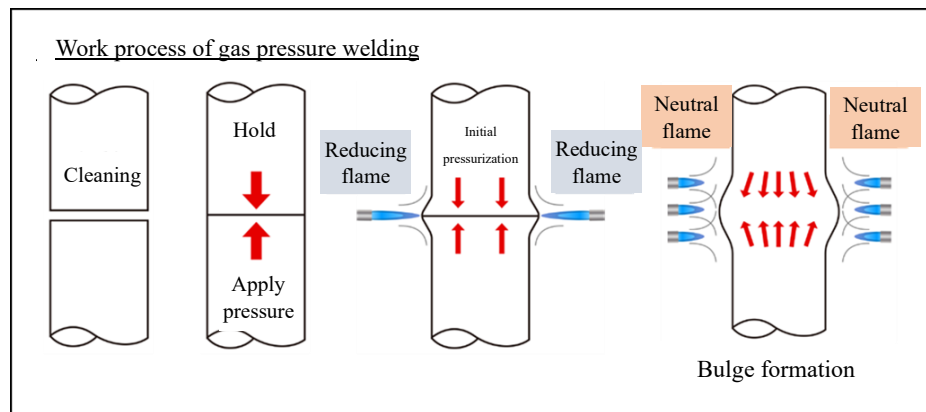 Work process of gas pressure welding
Cleaning
Hold
Apply
pressure
Reducing
flame
Initial
pressurization
Reducing
flame
Neutral
flame
Neutral
flame
Bulge formation